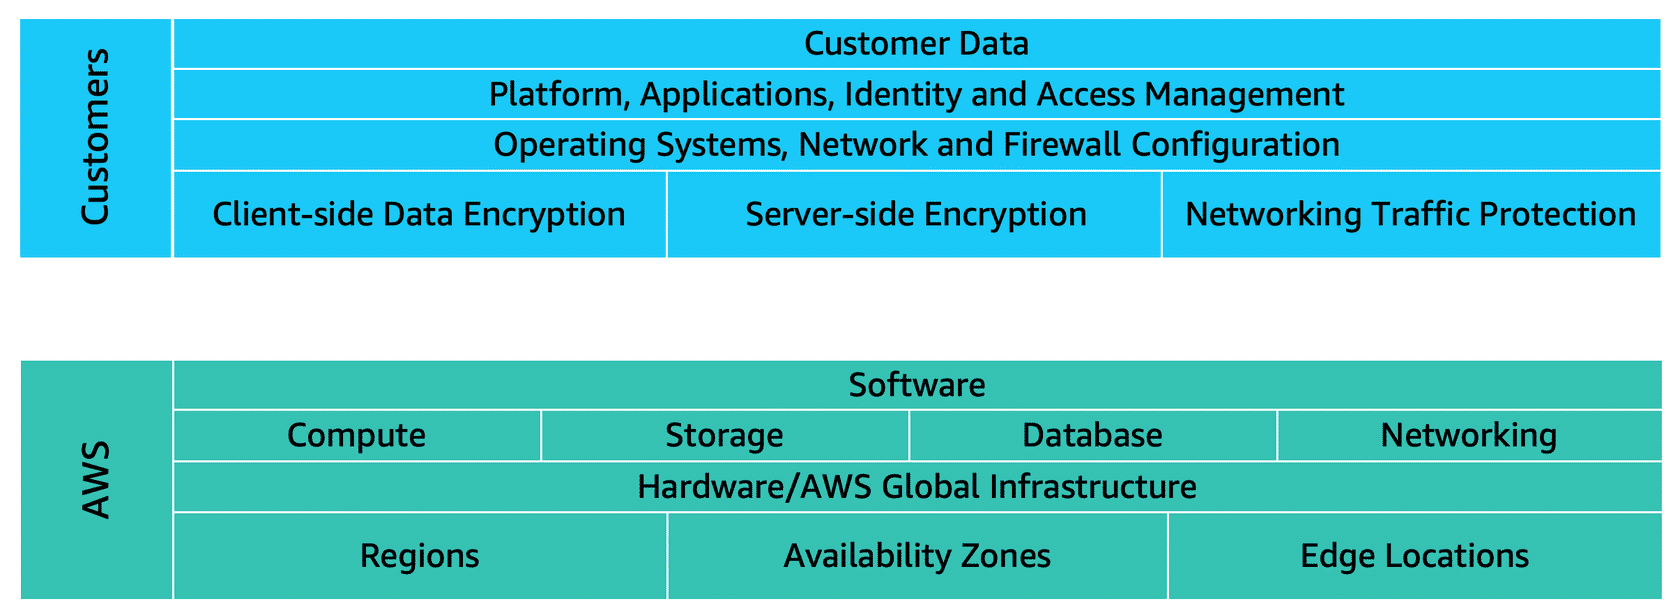 Customers
Customer Data
Platform, Applications, Identity and Access Management
Operating Systems, Network and Firewall Configuration
Client-side Data Encryption
Server-side Encryption
Networking Traffic Protection
AWS
Software
Compute
Storage
Database
Networking
Hardware/AWS Global Infrastructure
Regions
Availability Zones
Edge Locations